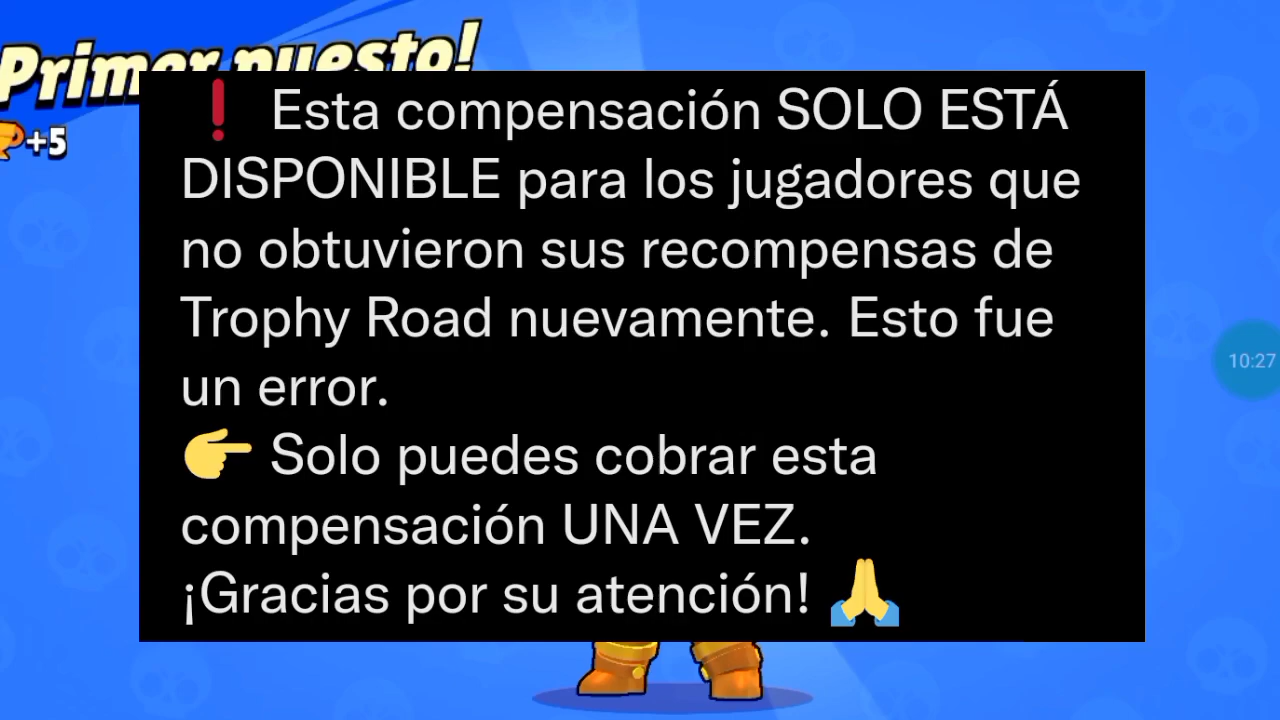 Primer puesto!
+5
❗ Esta compensación SOLO ESTÁ
DISPONIBLE para los jugadores que
no obtuvieron sus recompensas de
Trophy Road nuevamente. Esto fue
un error.
👉 Solo puedes cobrar esta
compensación UNA VEZ.
¡Gracias por su atención! 🙏
10:27